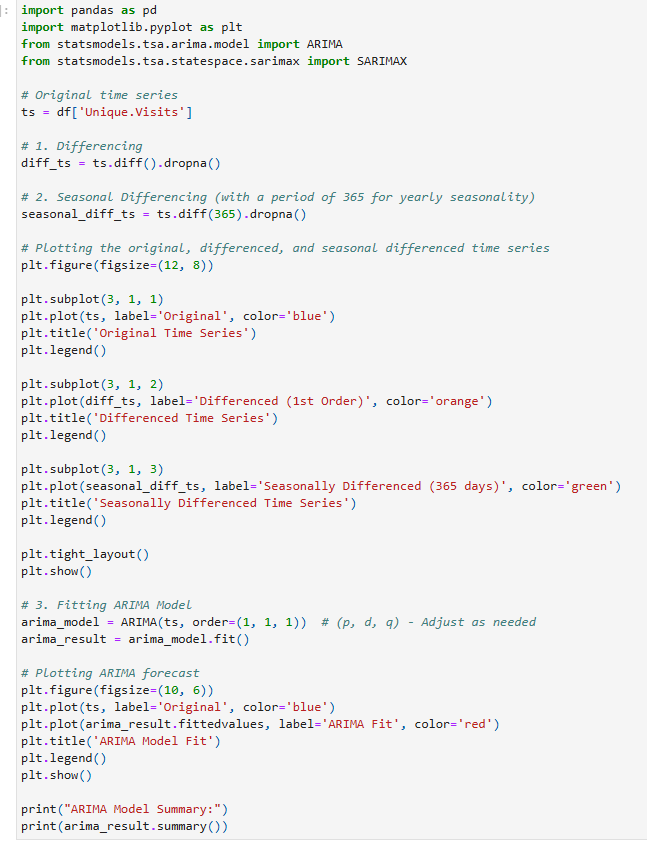 ]:
import pandas as pd
import matplotlib.pyplot as plt
from statsmodels.tsa.arima.model import ARIMA
from statsmodels.tsa.statespace.sarimax import SARIMAX
# Original time series
ts = df['Unique.Visits']
# 1. Differencing
diff_ts = ts.diff().dropna()
# 2. Seasonal Differencing (with a period of 365 for yearly seasonality)
seasonal_diff_ts = ts.diff(365).dropna()
# Plotting the original, differenced, and seasonal differenced time series
plt.figure(figsize=(12, 8))
plt.subplot(3, 1, 1)
plt.plot(ts, label='Original', color='blue')
plt.title('Original Time Series')
plt.legend()
plt.subplot(3, 1, 2)
plt.plot(diff_ts, label='Differenced (1st Order)', color='orange')
plt.title('Differenced Time Series')
plt.legend()
plt.subplot(3, 1, 3)
plt.plot(seasonal_diff_ts, label='Seasonally Differenced (365 days)', color='green')
plt.title('Seasonally Differenced Time Series')
plt.legend()
plt.tight_layout()
plt.show()
# 3. Fitting ARIMA Model
arima_model = ARIMA(ts, order=(1, 1, 1))  # (p, d, q) - Adjust as needed
arima_result = arima_model.fit()
# Plotting ARIMA forecast
plt.figure(figsize=(10, 6))
plt.plot(ts, label='Original', color='blue')
plt.plot(arima_result.fittedvalues, label='ARIMA Fit', color='red')
plt.title('ARIMA Model Fit')
plt.legend()
plt.show()
print("ARIMA Model Summary:")
print(arima_result.summary())